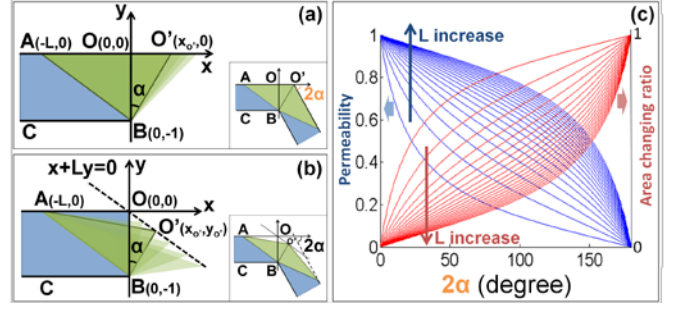 (a)
y
A(-L,0) O(0,0) O'(xo',0)
x
α
C
B(0,-1)
A O O'
2α
C B
(b)
x+Ly=0
y
A(-L,0) O(0,0)
x
O'(xo',yo')
α
C
B(0,-1)
A O
O'
2α
C B
(c)
L increase
L increase
Permeability
Area changing ratio
1
0.8
0.6
0.4
0.2
0
1
0
0 50 100 150
2α (degree)